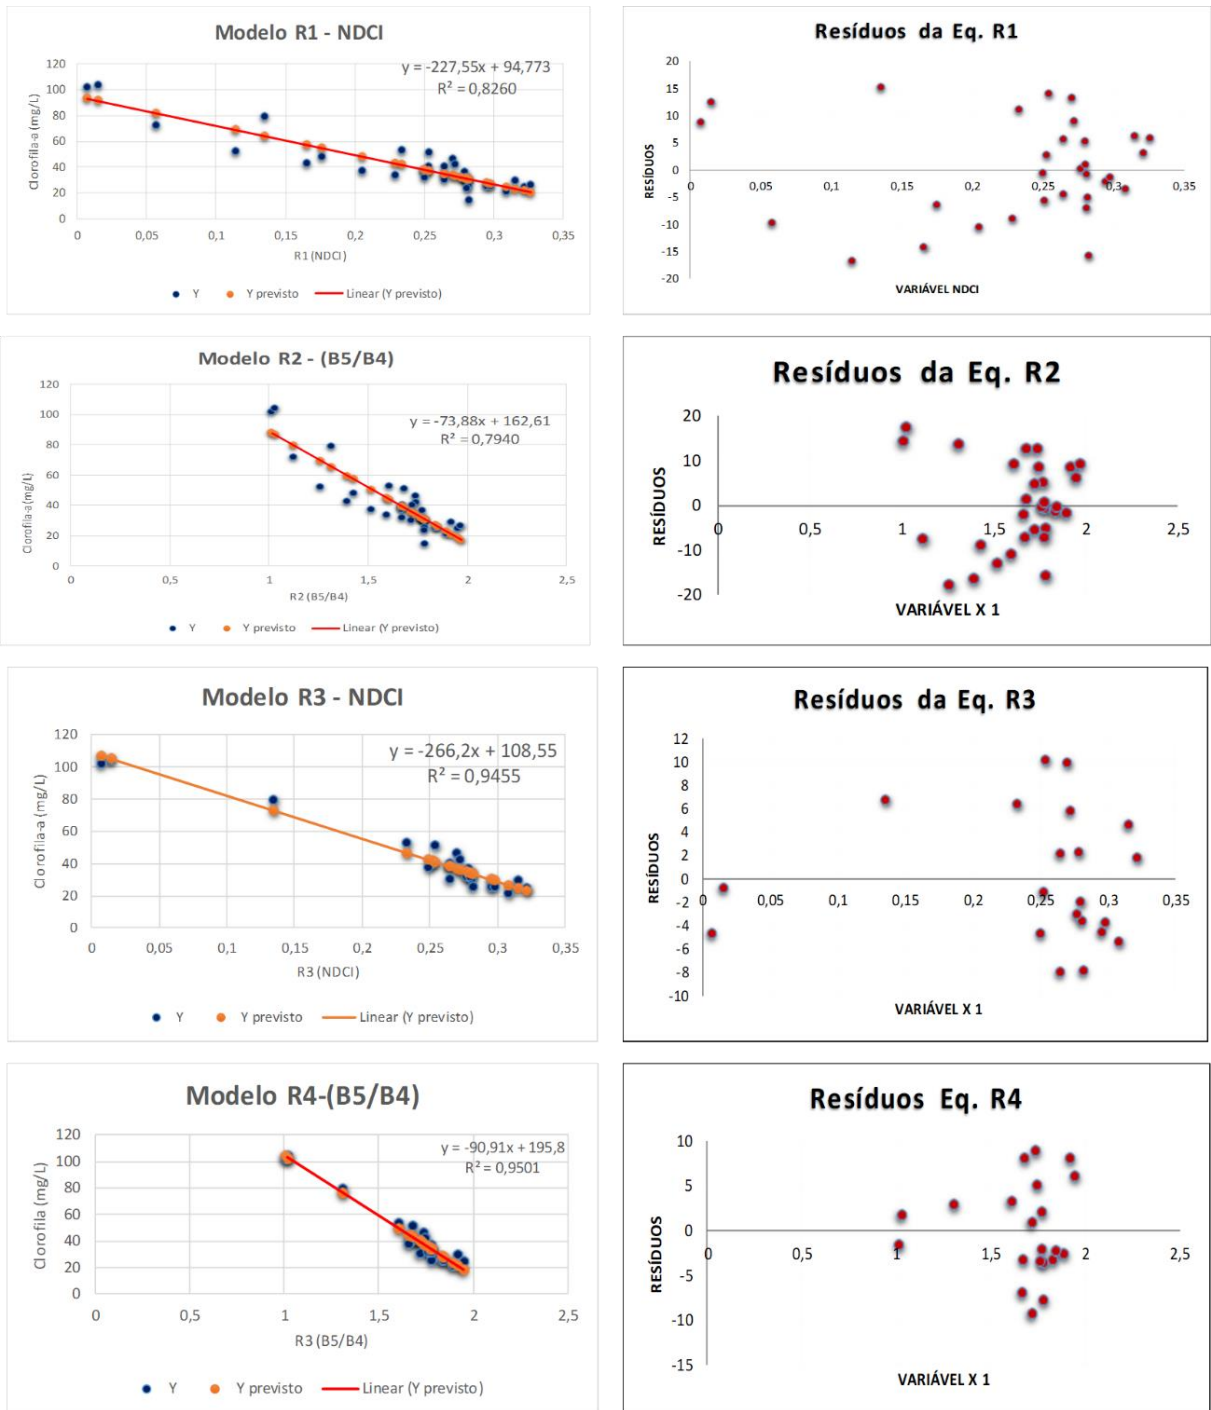 Modelo R1 - NDCI
y = -227,55x + 94,773
R² = 0,8260
Clorofila-a (mg/L)
120
100
80
60
40
20
0
0 0,05 0,1 0,15 0,2 0,25 0,3 0,35
R1 (NDCI)
Y Y previsto Linear (Y previsto)
Resíduos da Eq. R1
RESÍDUOS
20
15
10
5
0
-5
-10
-15
-20
0 0,05 0,1 0,15 0,2 0,25 0,3 0,35
VARIÁVEL NDCI
Modelo R2 - (B5/B4)
y = -73,88x + 162,61
R² = 0,7940
Clorofila-a (mg/L)
120
100
80
60
40
20
0
0 0,5 1 1,5 2 2,5
R2 (B5/B4)
Y Y previsto Linear (Y previsto)
Resíduos da Eq. R2
RESÍDUOS
20
10
0
-10
-20
0 0,5 1 1,5 2 2,5
VARIÁVEL X 1
Modelo R3 - NDCI
y = -266,2x + 108,55
R² = 0,9455
Clorofila-a (mg/L)
120
100
80
60
40
20
0
0 0,05 0,1 0,15 0,2 0,25 0,3 0,35
R3 (NDCI)
Y Y previsto Linear (Y previsto)
Resíduos da Eq. R3
RESÍDUOS
12
10
8
6
4
2
0
-2
-4
-6
-8
-10
0 0,05 0,1 0,15 0,2 0,25 0,3 0,35
VARIÁVEL X 1
Modelo R4-(B5/B4)
y = -90,91x + 195,8
R² = 0,9501
Clorofila (mg/L)
120
100
80
60
40
20
0
0 0,5 1 1,5 2 2,5
R3 (B5/B4)
Y Y previsto Linear (Y previsto)
Resíduos Eq. R4
RESÍDUOS
10
5
0
-5
-10
-15
0 0,5 1 1,5 2 2,5
VARIÁVEL X 1